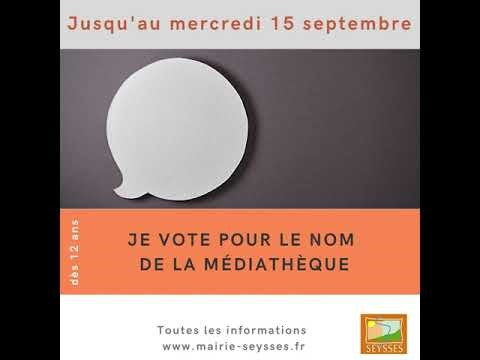 Jusqu'au mercredi 15 septembre
dès 12 ans
JE VOTE POUR LE NOM
DE LA MÉDIATHÈQUE
Toutes les informations
www.mairie-seysses.fr
SEYSSES